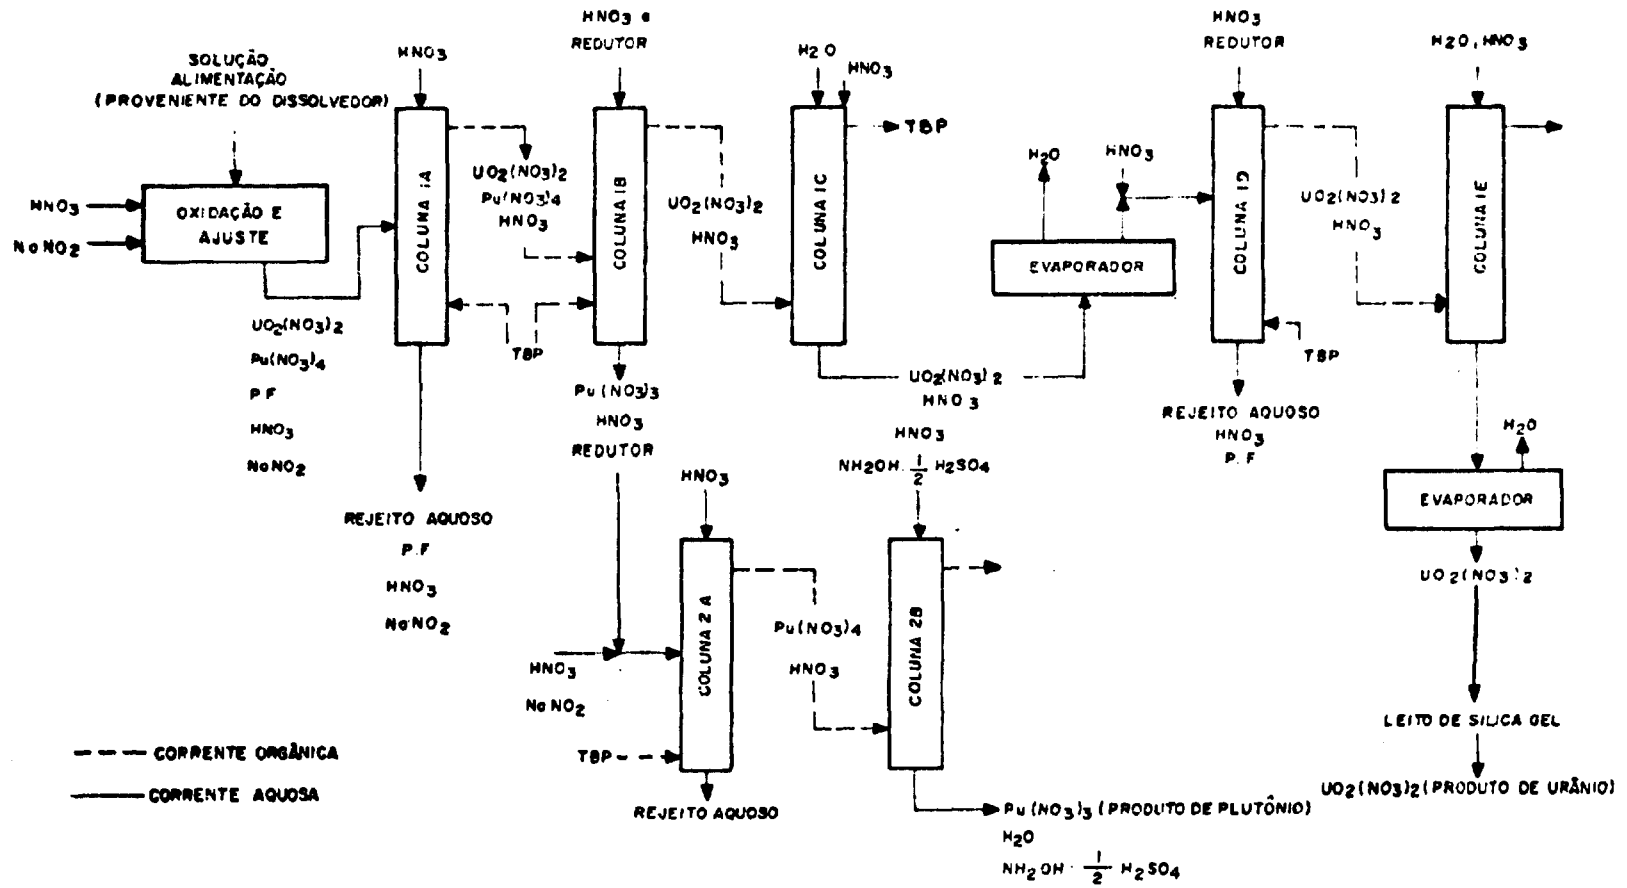 SOLUÇÃO
ALIMENTAÇÃO
(PROVENIENTE DO DISSOLVEDOR)
HNO3
HNO3 e
REDUTOR
H2O
HNO3
HNO3
REDUTOR
H2O, HNO3
HNO3
NaNO2
OXIDAÇÃO E
AJUSTE
COLUNA 1A
UO2(NO3)2
Pu(NO3)4
HNO3
COLUNA 1B
UO2(NO3)2
HNO3
COLUNA 1C
TBP
H2O
HNO3
EVAPORADOR
COLUNA 1D
UO2(NO3)2
HNO3
COLUNA 1E
UO2(NO3)2
Pu(NO3)4
P.F
HNO3
NaNO2
TBP
TBP
Pu(NO3)3
HNO3
REDUTOR
UO2(NO3)2
HNO3
REJEITO AQUOSO
HNO3
P.F
REJEITO AQUOSO
P.F
HNO3
NaNO2
HNO3
HNO3
NH2OH. 1/2 H2SO4
H2O
EVAPORADOR
UO2(NO3)2
COLUNA 2A
Pu(NO3)4
HNO3
COLUNA 2B
HNO3
NaNO2
TBP
REJEITO AQUOSO
LEITO DE SILICA GEL
UO2(NO3)2 (PRODUTO DE URÂNIO)
CORRENTE ORGÂNICA
CORRENTE AQUOSA
Pu(NO3)3 (PRODUTO DE PLUTÔNIO)
H2O
NH2OH · 1/2 H2SO4